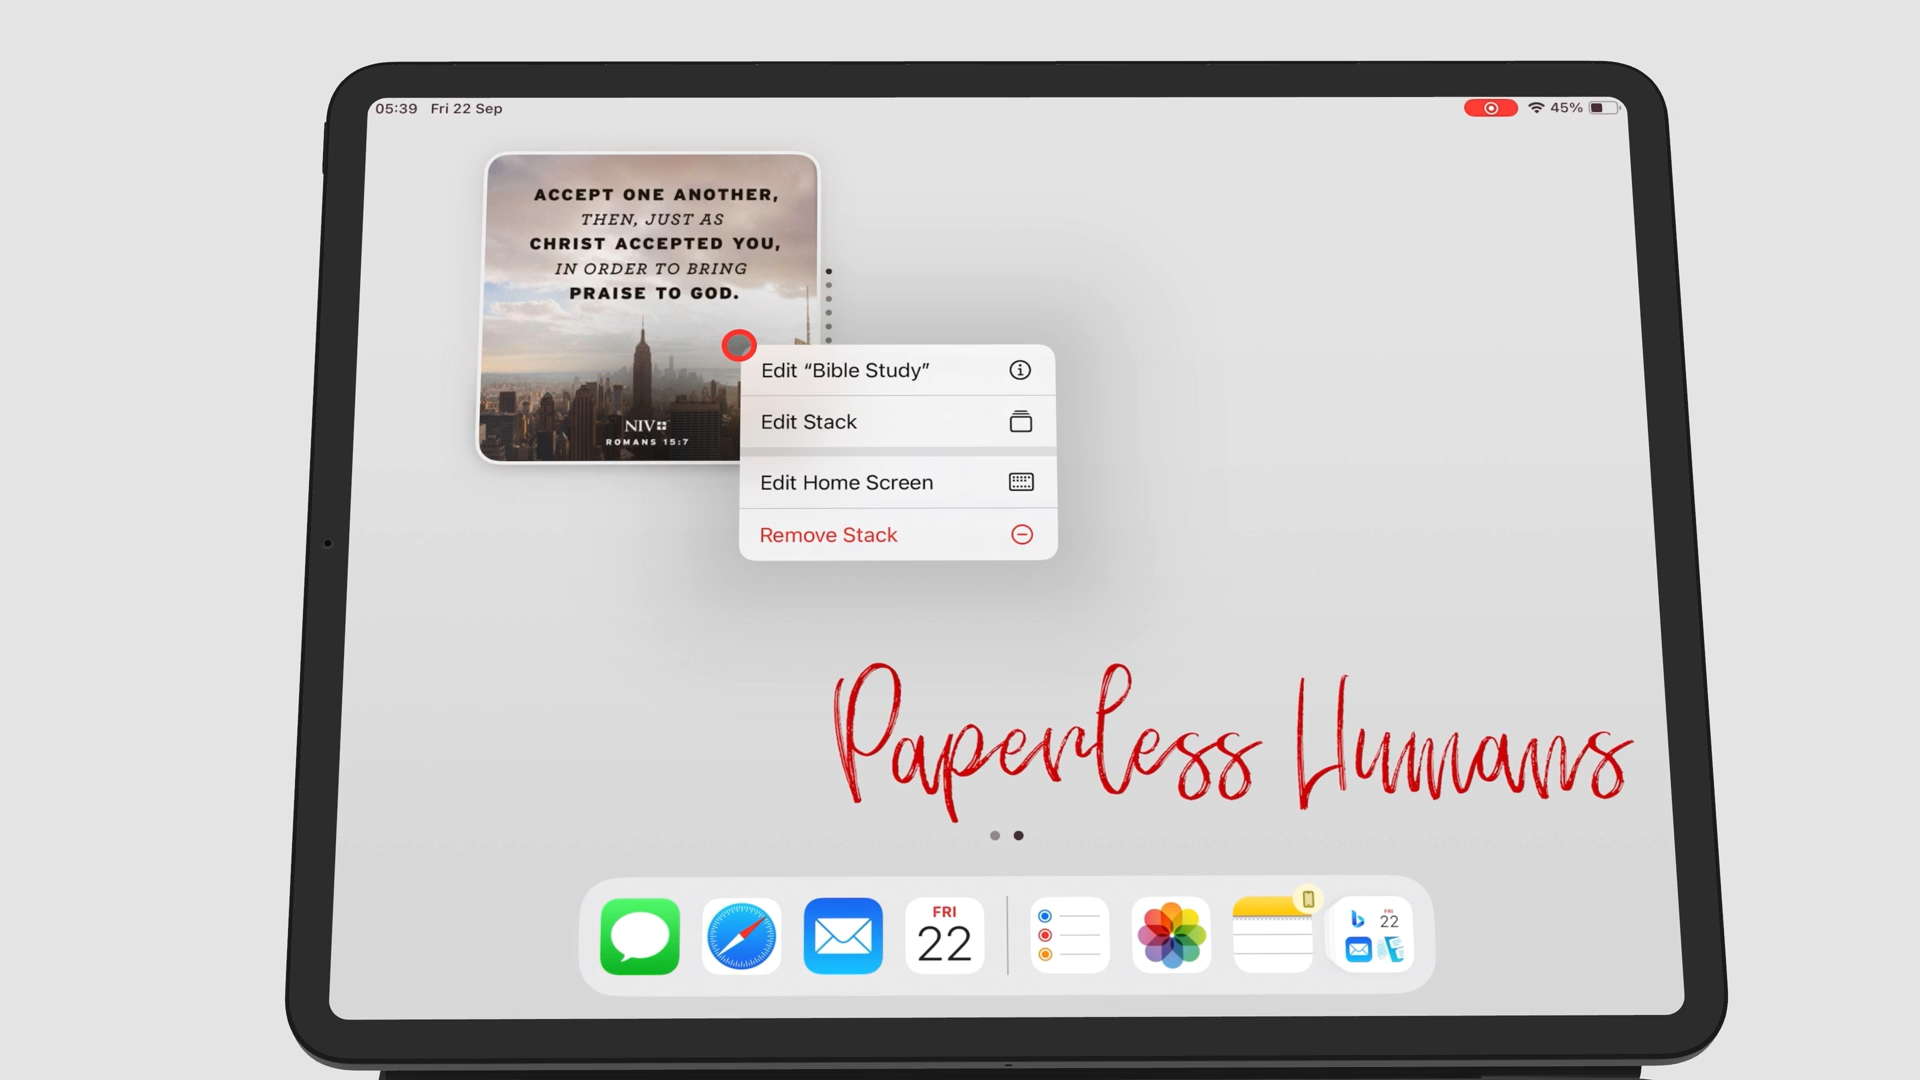 05:39 Fri 22 Sep
45%
ACCEPT ONE ANOTHER,
THEN, JUST AS
CHRIST ACCEPTED YOU,
IN ORDER TO BRING
PRAISE TO GOD.
NIV
ROMANS 15:7
Edit “Bible Study”
Edit Stack
Edit Home Screen
Remove Stack
Paperless Humans
FRI
22
FRI
22